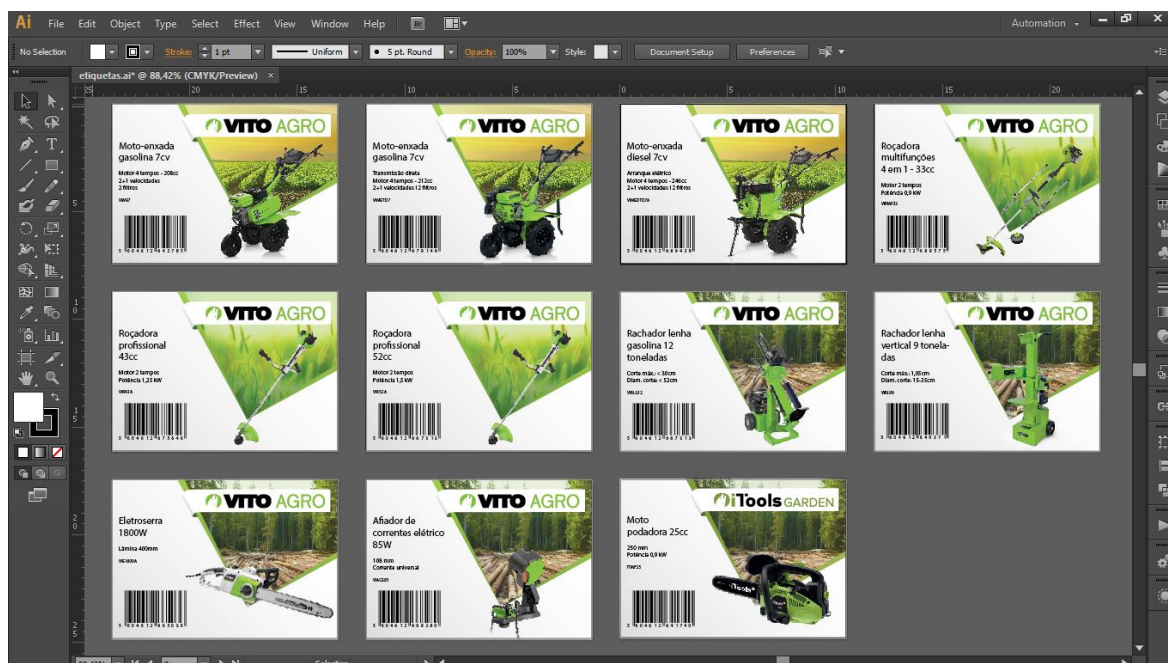 Ai File Edit Object Type Select Effect View Window Help Br Automation
No Selection Stroke: 1 pt Uniform 5 pt. Round Opacity: 100% Style: Document Setup Preferences
etiquetas.ai* @ 88,42% (CMYK/Preview) ×
VITO AGRO
Moto-enxada
gasolina 7cv
Motor 4 tempos - 208cc
2+1 velocidades
2 filtros
VITO AGRO
Moto-enxada
gasolina 7cv
Transmissão direta
Motor 4 tempos - 212cc
2+1 velocidades I 2 filtros
VITO AGRO
Moto-enxada
diesel 7cv
Arranque elétrico
Motor 4 tempos - 246cc
2+1 velocidades I 2 filtros
VITO AGRO
Roçadora
multifunções
4 em 1 - 33cc
Motor 2 tempos
Potência 0,9 kW
VITO AGRO
Roçadora
profissional
43cc
Motor 2 tempos
Potência 1,25 kW
VITO AGRO
Roçadora
profissional
52cc
Motor 2 tempos
Potência 1,5 kW
VITO AGRO
Rachador lenha
gasolina 12
toneladas
Corte máx.: < 30cm
Diam. corte: < 52cm
VITO AGRO
Rachador lenha
vertical 9 tonela-
das
Corte máx.: 1,05cm
Diam. corte: 15-35cm
VITO AGRO
Eletroserra
1800W
Lâmina 400mm
VITO AGRO
Afiador de
correntes elétrico
85W
108 mm
Corrente universal
iTools GARDEN
Moto
podadora 25cc
250 mm
Potência 0,9 kW
iTools
Selection